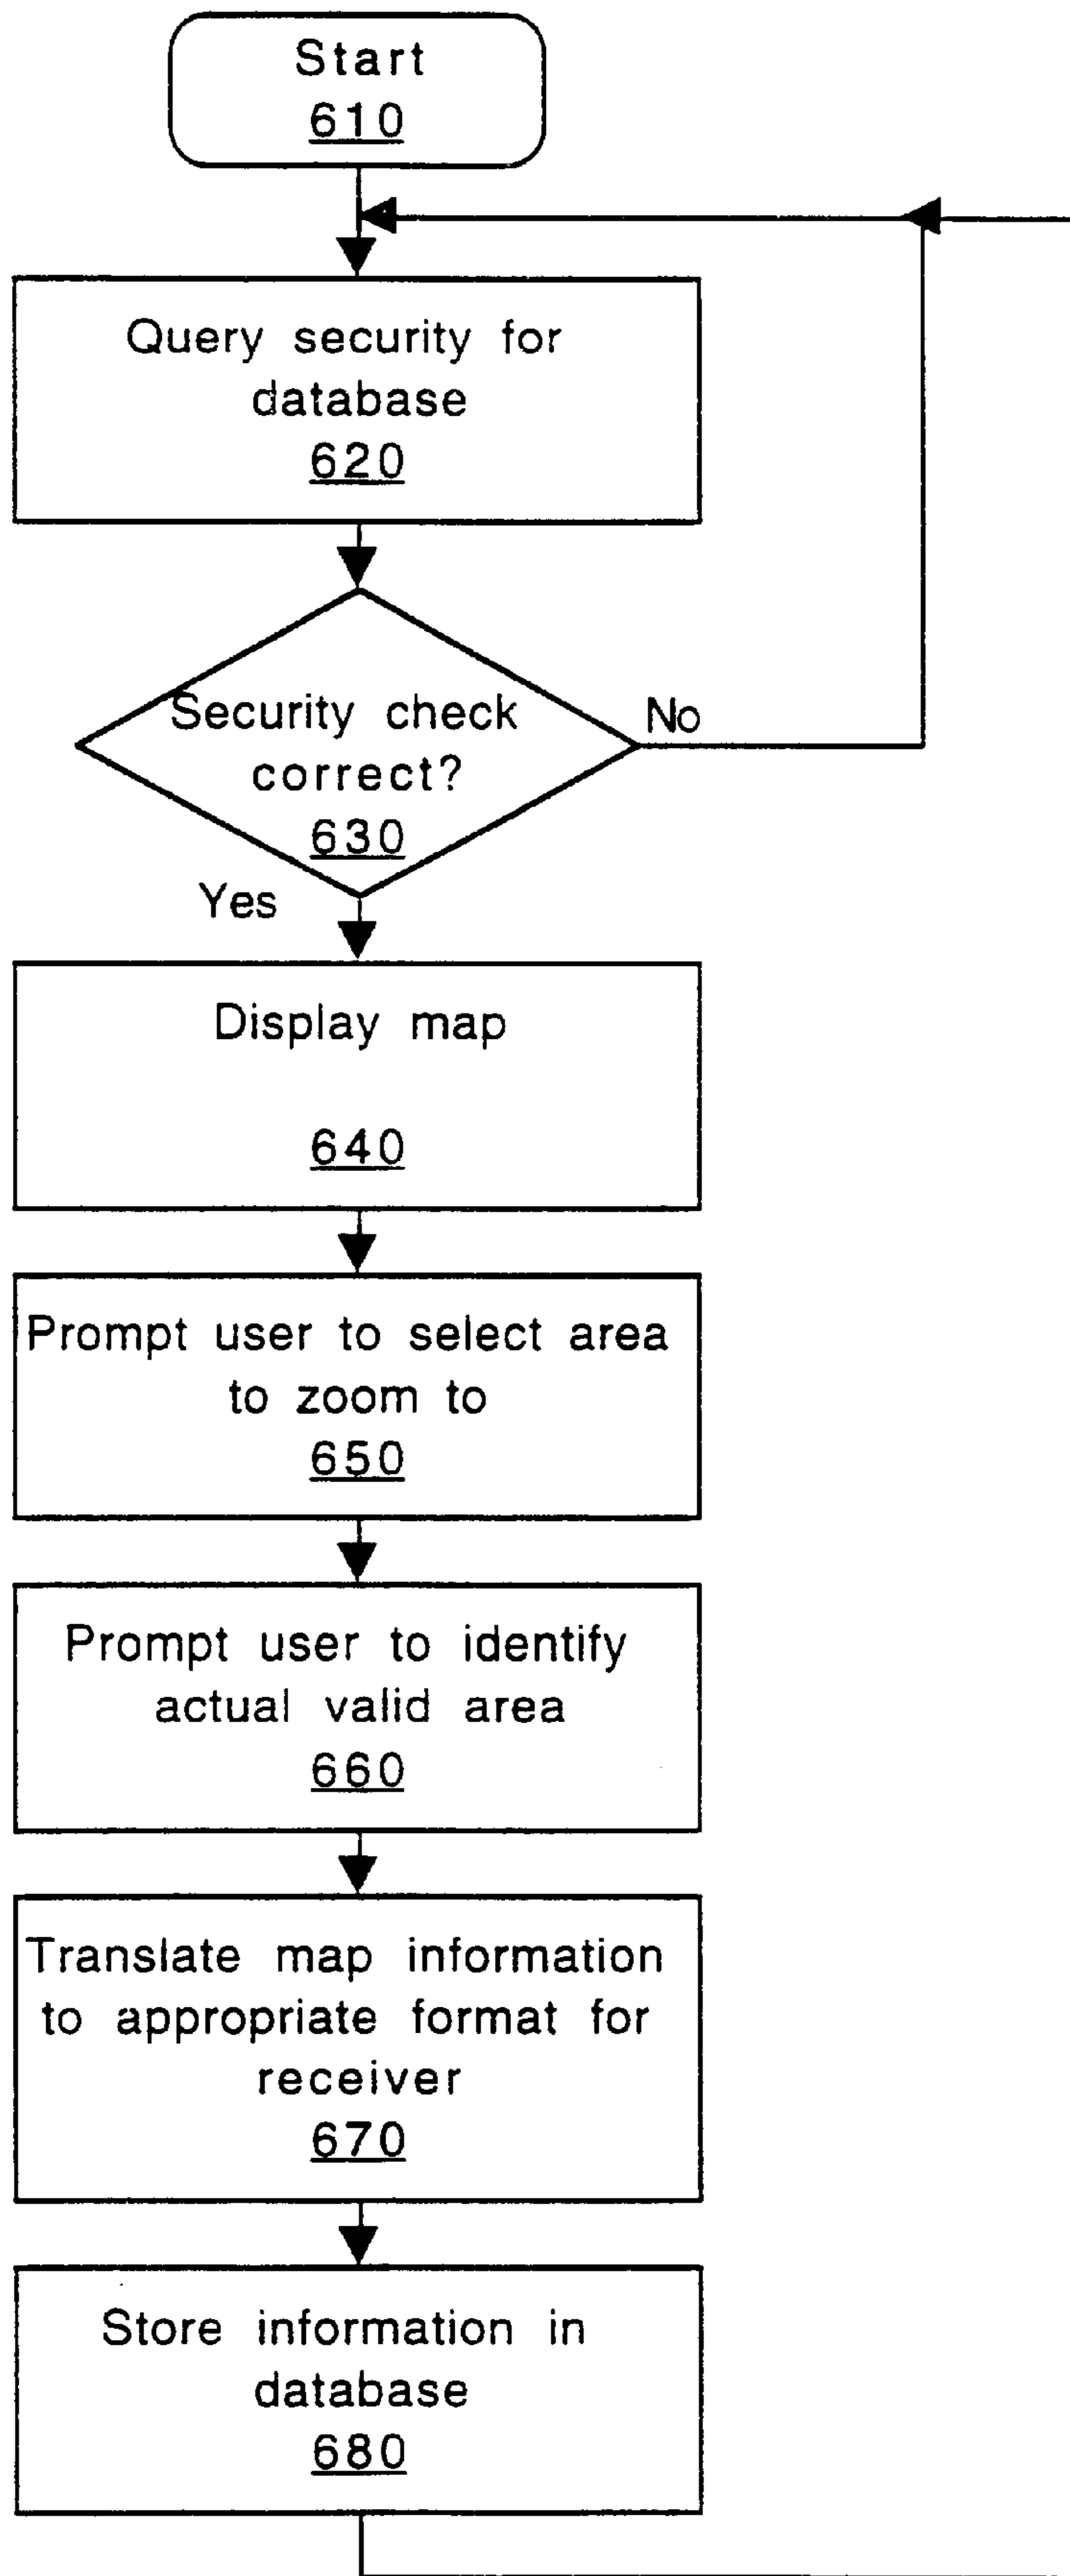 Start
610
Query security for
database
620
Security check
correct?
630
No
Yes
Display map
640
Prompt user to select area
to zoom to
650
Prompt user to identify
actual valid area
660
Translate map information
to appropriate format for
receiver
670
Store information in
database
680